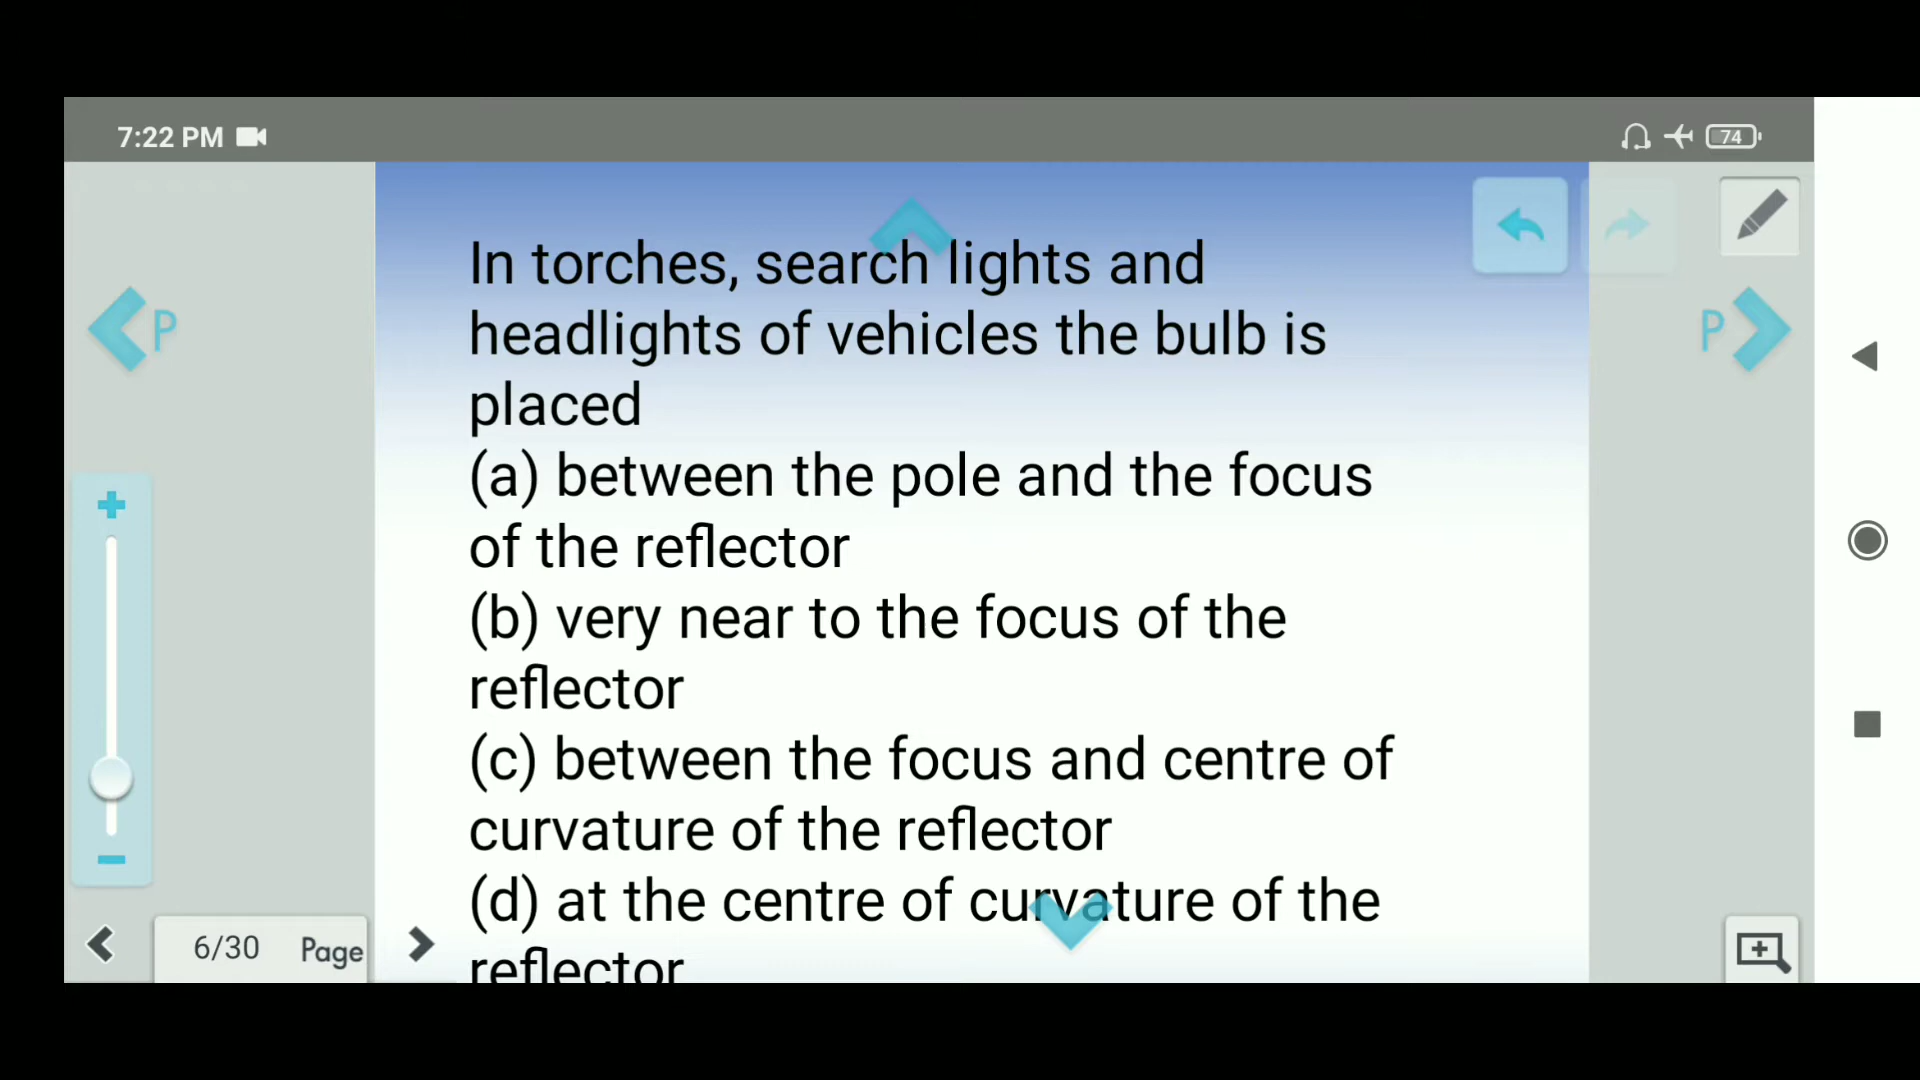 7:22 PM
74
In torches, search lights and
headlights of vehicles the bulb is
placed
(a) between the pole and the focus
of the reflector
(b) very near to the focus of the
reflector
(c) between the focus and centre of
curvature of the reflector
(d) at the centre of curvature of the
reflector
P
P
6/30 Page